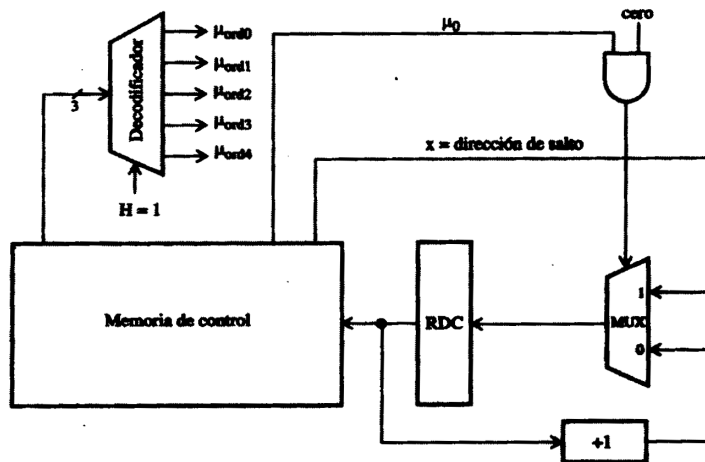 cero
μ0
μord0
μord1
μord2
μord3
μord4
Decodificador
3
x = dirección de salto
H = 1
Memoria de control
RDC
MUX
1
0
+1